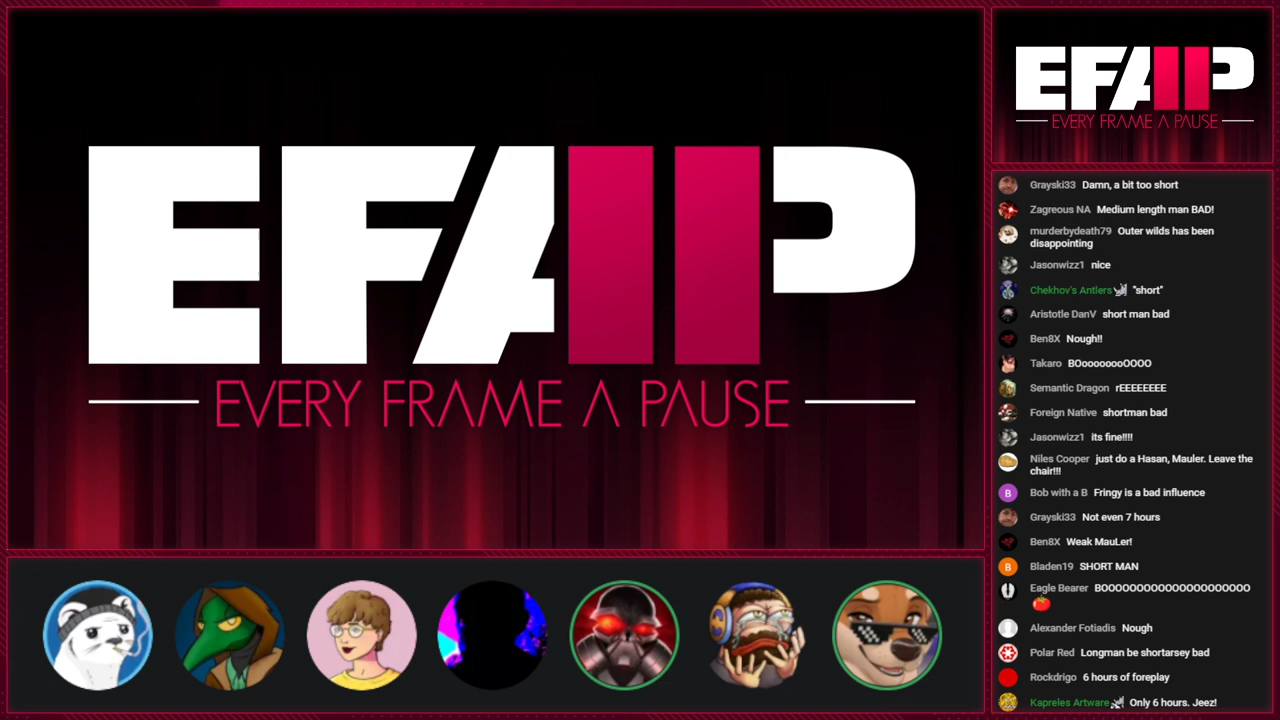 EFAP
EVERY FRAME A PAUSE
EFAP
EVERY FRAME A PAUSE
Grayski33 Damn, a bit too short
Zagreous NA Medium length man BAD!
murderbydeath79 Outer wilds has been
disappointing
Jasonwizz1 nice
Chekhov's Antlers "short"
Aristotle DanV short man bad
Ben8X Nough!!
Takaro BOoooooooOOOO
Semantic Dragon rEEEEEEEE
Foreign Native shortman bad
Jasonwizz1 its fine!!!!
Niles Cooper just do a Hasan, Mauler. Leave the
chair!!!
B Bob with a B Fringy is a bad influence
Grayski33 Not even 7 hours
Ben8X Weak MauLer!
B Bladen19 SHORT MAN
Eagle Bearer BOOOOOOOOOOOOOOOOOOOOO
Alexander Fotiadis Nough
Polar Red Longman be shortarsey bad
Rockdrigo 6 hours of foreplay
Kapreles Artware Only 6 hours. Jeez!